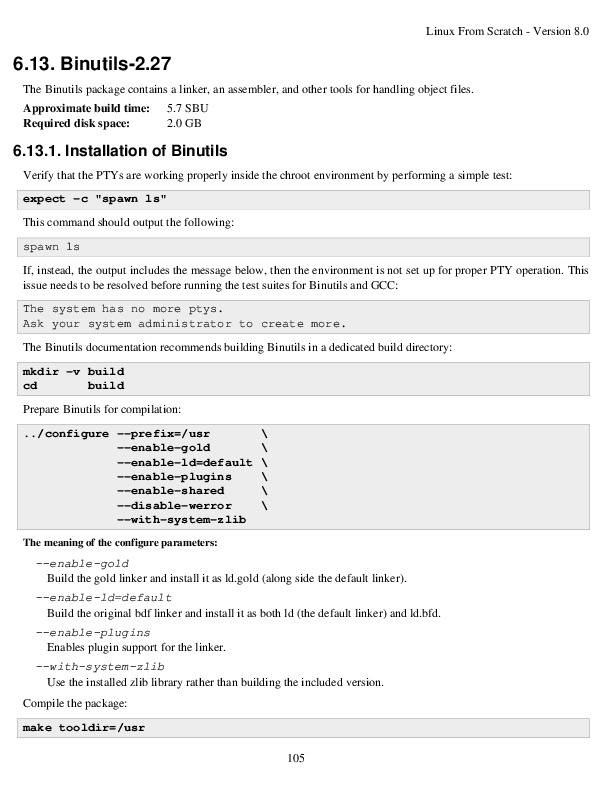 Linux From Scratch - Version 8.0
6.13. Binutils-2.27
The Binutils package contains a linker, an assembler, and other tools for handling object files.
Approximate build time: 5.7 SBU
Required disk space: 2.0 GB
6.13.1. Installation of Binutils
Verify that the PTYs are working properly inside the chroot environment by performing a simple test:
expect -c "spawn ls"
This command should output the following:
spawn ls
If, instead, the output includes the message below, then the environment is not set up for proper PTY operation. This
issue needs to be resolved before running the test suites for Binutils and GCC:
The system has no more ptys.
Ask your system administrator to create more.
The Binutils documentation recommends building Binutils in a dedicated build directory:
mkdir -v build
cd       build
Prepare Binutils for compilation:
../configure --prefix=/usr       \
             --enable-gold       \
             --enable-ld=default \
             --enable-plugins    \
             --enable-shared     \
             --disable-werror    \
             --with-system-zlib
The meaning of the configure parameters:
--enable-gold
Build the gold linker and install it as ld.gold (along side the default linker).
--enable-ld=default
Build the original bdf linker and install it as both ld (the default linker) and ld.bfd.
--enable-plugins
Enables plugin support for the linker.
--with-system-zlib
Use the installed zlib library rather than building the included version.
Compile the package:
make tooldir=/usr
105